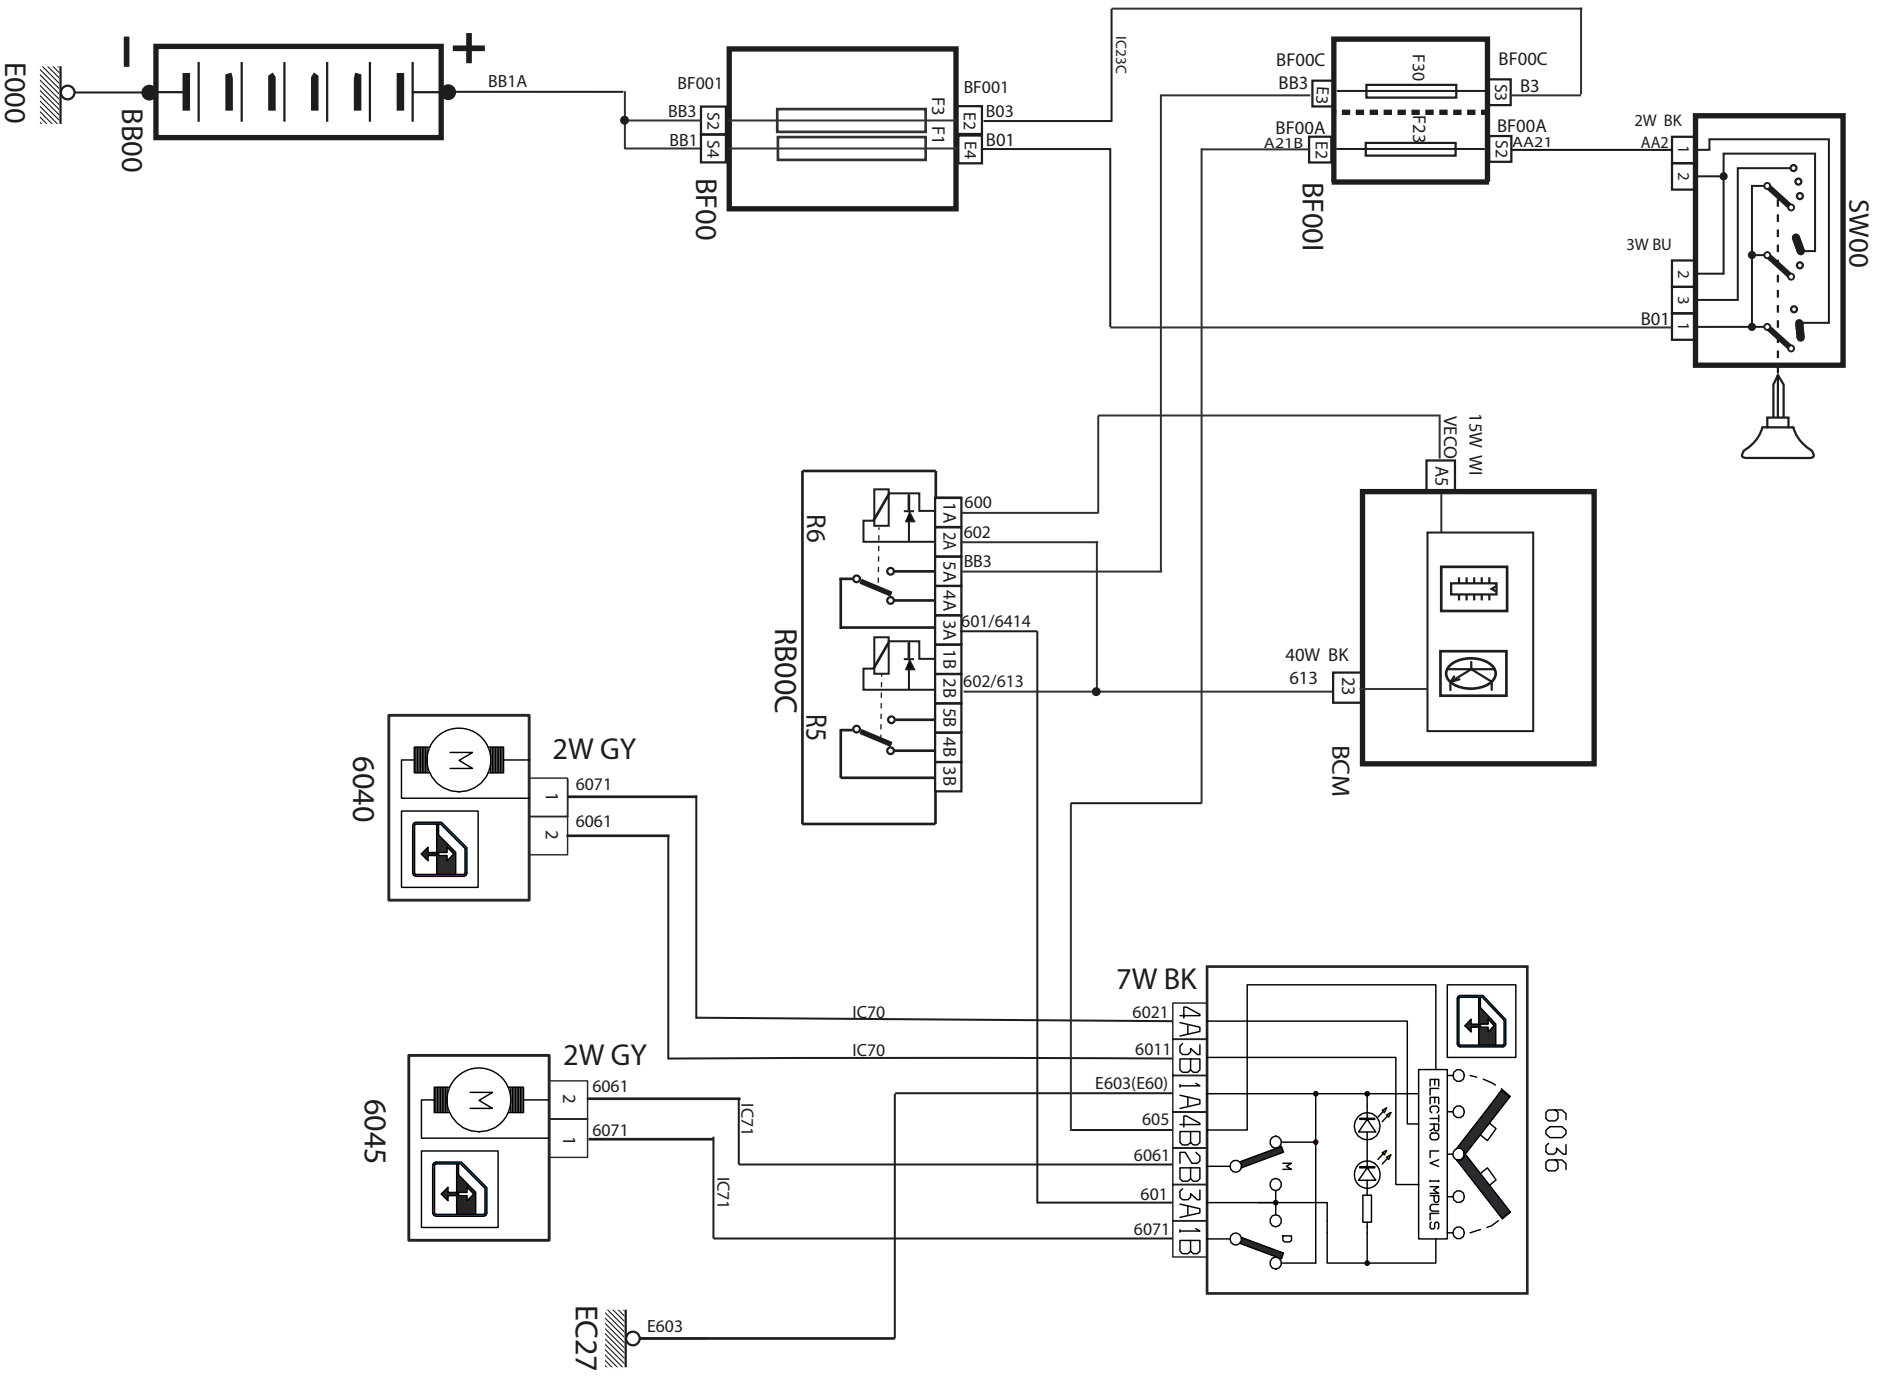 E000
−
BB00
+
BB1A
BF001
BB3
S2
BB1
S4
BF00
F3
F1
BF001
E2
B03
E4
B01
IC23C
BF00C
BB3
E3
BF00A
A21B
E2
BF00I
F30
F23
BF00C
S3
B3
BF00A
S2
AA21
2W BK
AA2
1
2
3W BU
2
3
B01
1
SW00
15W WI
VECO
A5
40W BK
613
23
BCM
R6
R5
RB00C
1A
600
2A
602
5A
BB3
4A
3A
601/6414
1B
2B
602/613
5B
4B
3B
6040
M
2W GY
1
6071
2
6061
6045
M
2W GY
2
6061
1
6071
IC70
IC70
IC71
IC71
7W BK
6021
4A
6011
3B
E603(E60)
1A
605
4B
6061
2B
601
3A
6071
1B
M
D
ELECTRO LV IMPULS
6036
EC27
E603